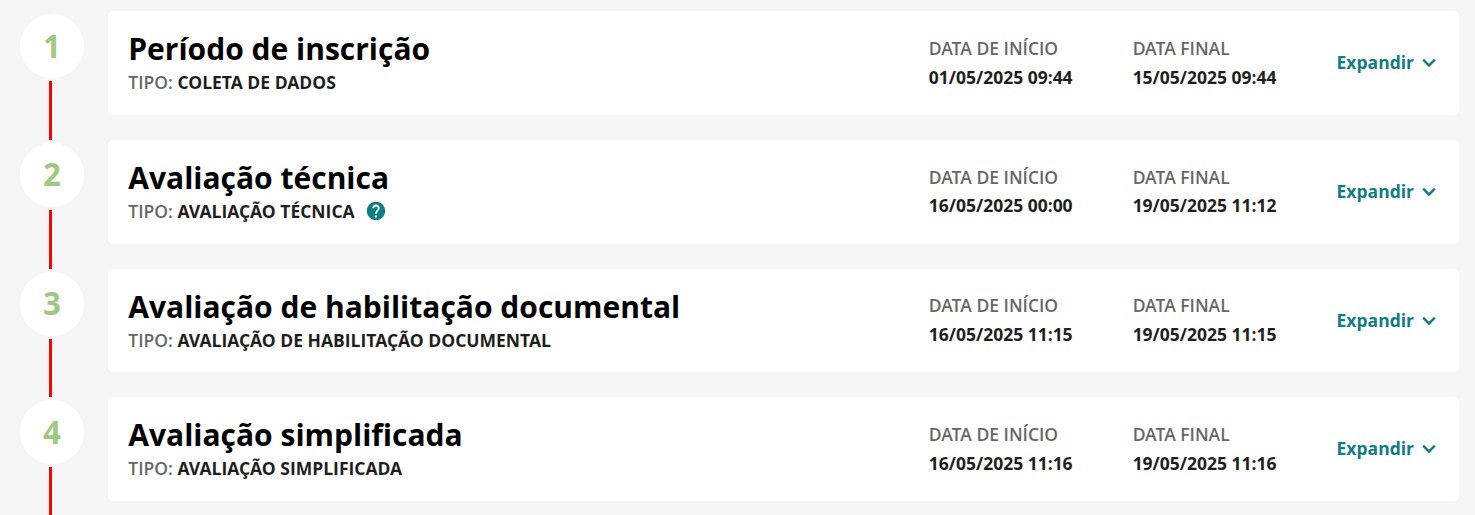 1
Período de inscrição
TIPO: COLETA DE DADOS
DATA DE INÍCIO
01/05/2025 09:44
DATA FINAL
15/05/2025 09:44
Expandir
2
Avaliação técnica
TIPO: AVALIAÇÃO TÉCNICA ?
DATA DE INÍCIO
16/05/2025 00:00
DATA FINAL
19/05/2025 11:12
Expandir
3
Avaliação de habilitação documental
TIPO: AVALIAÇÃO DE HABILITAÇÃO DOCUMENTAL
DATA DE INÍCIO
16/05/2025 11:15
DATA FINAL
19/05/2025 11:15
Expandir
4
Avaliação simplificada
TIPO: AVALIAÇÃO SIMPLIFICADA
DATA DE INÍCIO
16/05/2025 11:16
DATA FINAL
19/05/2025 11:16
Expandir